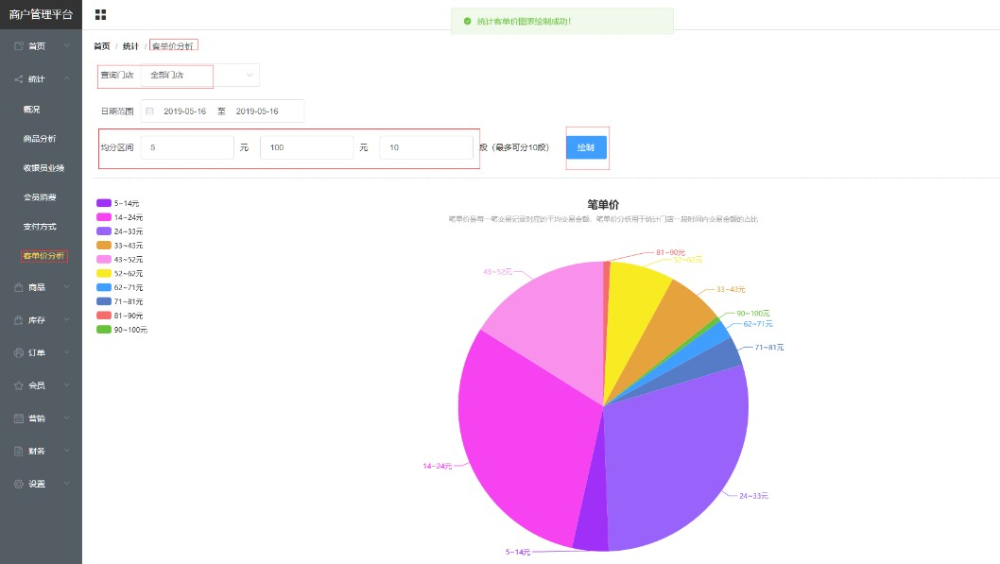 商户管理平台
统计客单价图表绘制成功！
首页
统计
概况
商品分析
收银员业绩
会员消费
支付方式
客单价分析
商品
库存
订单
会员
营销
财务
设置
首页 / 统计 / 客单价分析
查询门店 全部门店
日期范围 2019-05-16 至 2019-05-16
均分区间 5 元 100 元 10 段（最多可分10段） 绘制
5~14元
14~24元
24~33元
33~43元
43~52元
52~62元
62~71元
71~81元
81~90元
90~100元
笔单价
笔单价是每一笔交易记录对应的平均交易金额，笔单价分析用于统计门店一段时间内交易金额的占比
81~90元
52~62元
43~52元
33~43元
90~100元
62~71元
71~81元
14~24元
24~33元
5~14元